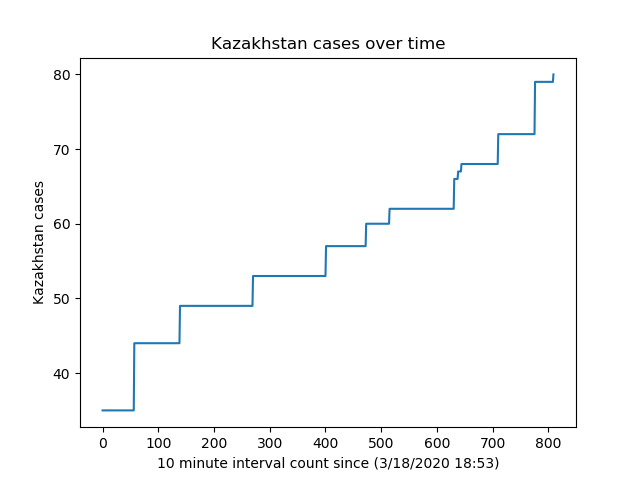 Kazakhstan cases over time
Kazakhstan cases
80
70
60
50
40
0 100 200 300 400 500 600 700 800
10 minute interval count since (3/18/2020 18:53)